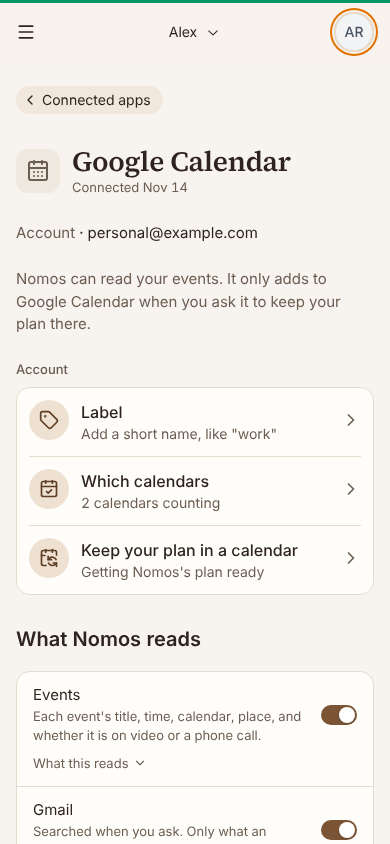 Alex
AR
Connected apps
Google Calendar
Connected Nov 14
Account · personal@example.com
Nomos can read your events. It only adds to
Google Calendar when you ask it to keep your
plan there.
Account
Label
Add a short name, like "work"
Which calendars
2 calendars counting
Keep your plan in a calendar
Getting Nomos's plan ready
What Nomos reads
Events
Each event's title, time, calendar, place, and
whether it is on video or a phone call.
What this reads
Gmail
Searched when you ask. Only what an